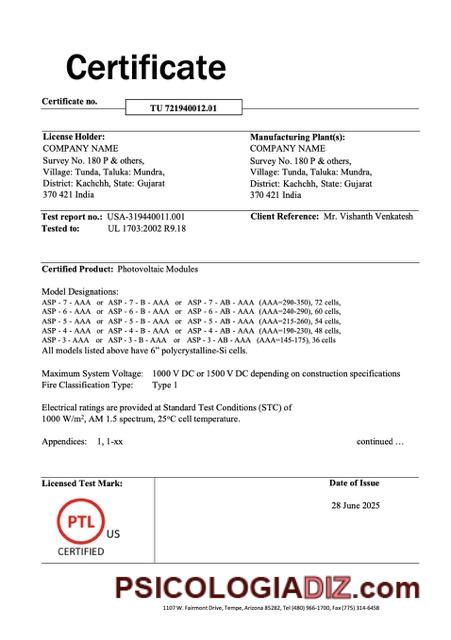 Certificate
Certificate no.
TU 721940012.01
License Holder:
COMPANY NAME
Survey No. 180 P & others,
Village: Tunda, Taluka: Mundra,
District: Kachchh, State: Gujarat
370 421 India
Manufacturing Plant(s):
COMPANY NAME
Survey No. 180 P & others,
Village: Tunda, Taluka: Mundra,
District: Kachchh, State: Gujarat
370 421 India
Test report no.: USA-319440011.001
Tested to: UL 1703:2002 R9.18
Client Reference: Mr. Vishanth Venkatesh
Certified Product: Photovoltaic Modules
Model Designations:
ASP - 7 - AAA or ASP - 7 - B - AAA or ASP - 7 - AB - AAA (AAA=290-350), 72 cells,
ASP - 6 - AAA or ASP - 6 - B - AAA or ASP - 6 - AB - AAA (AAA=240-290), 60 cells,
ASP - 5 - AAA or ASP - 5 - B - AAA or ASP - 5 - AB - AAA (AAA=215-260), 54 cells,
ASP - 4 - AAA or ASP - 4 - B - AAA or ASP - 4 - AB - AAA (AAA=190-230), 48 cells,
ASP - 3 - AAA or ASP - 3 - B - AAA or ASP - 3 - AB - AAA (AAA=145-175), 36 cells
All models listed above have 6" polycrystalline-Si cells.
Maximum System Voltage: 1000 V DC or 1500 V DC depending on construction specifications
Fire Classification Type: Type 1
Electrical ratings are provided at Standard Test Conditions (STC) of
1000 W/m², AM 1.5 spectrum, 25°C cell temperature.
Appendices: 1, 1-xx
continued …
Licensed Test Mark:
PTL
US
CERTIFIED
Date of Issue
28 June 2025
PSICOLOGIADIZ.com
1107 W. Fairmont Drive, Tempe, Arizona 85282, Tel (480) 966-1700, Fax (775) 314-6458